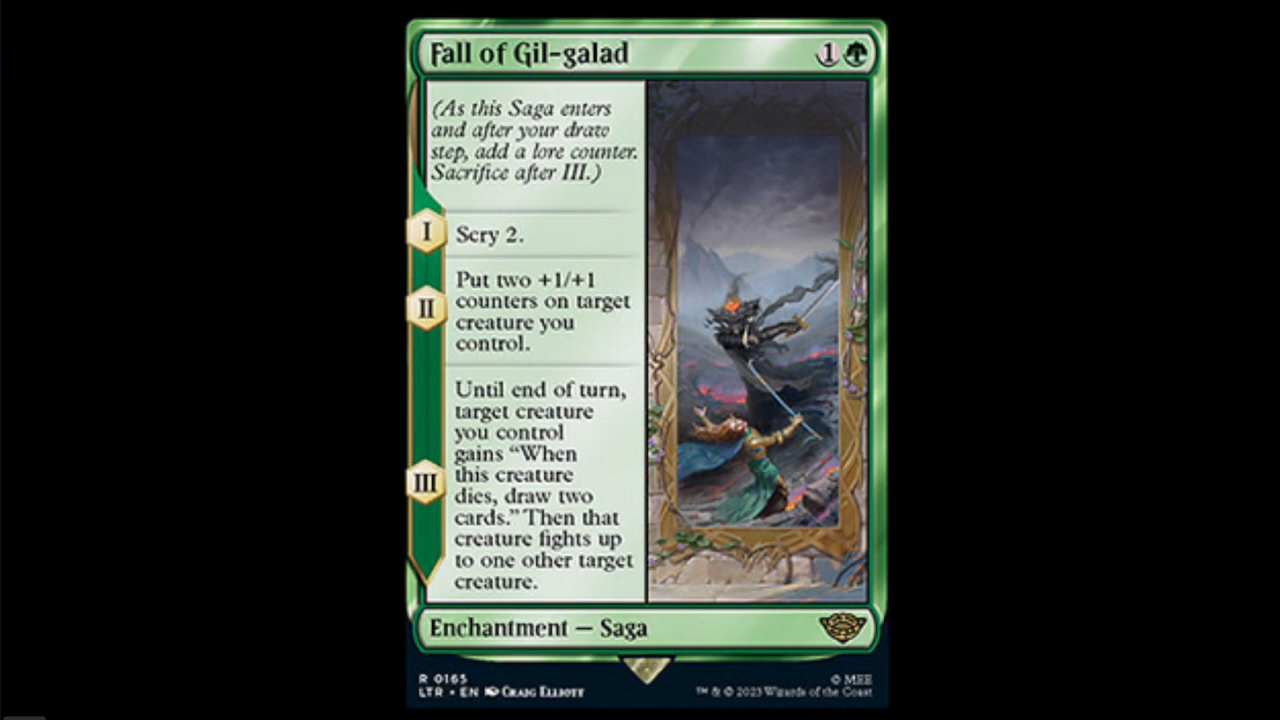 Fall of Gil-galad 1
(As this Saga enters
and after your draw
step, add a lore counter.
Sacrifice after III.)
I Scry 2.
II Put two +1/+1
counters on target
creature you
control.
III Until end of turn,
target creature
you control
gains “When
this creature
dies, draw two
cards.” Then that
creature fights up
to one other target
creature.
Enchantment — Saga
R 0165
LTR • EN Craig Elliott
© MEE
™ & © 2023 Wizards of the Coast